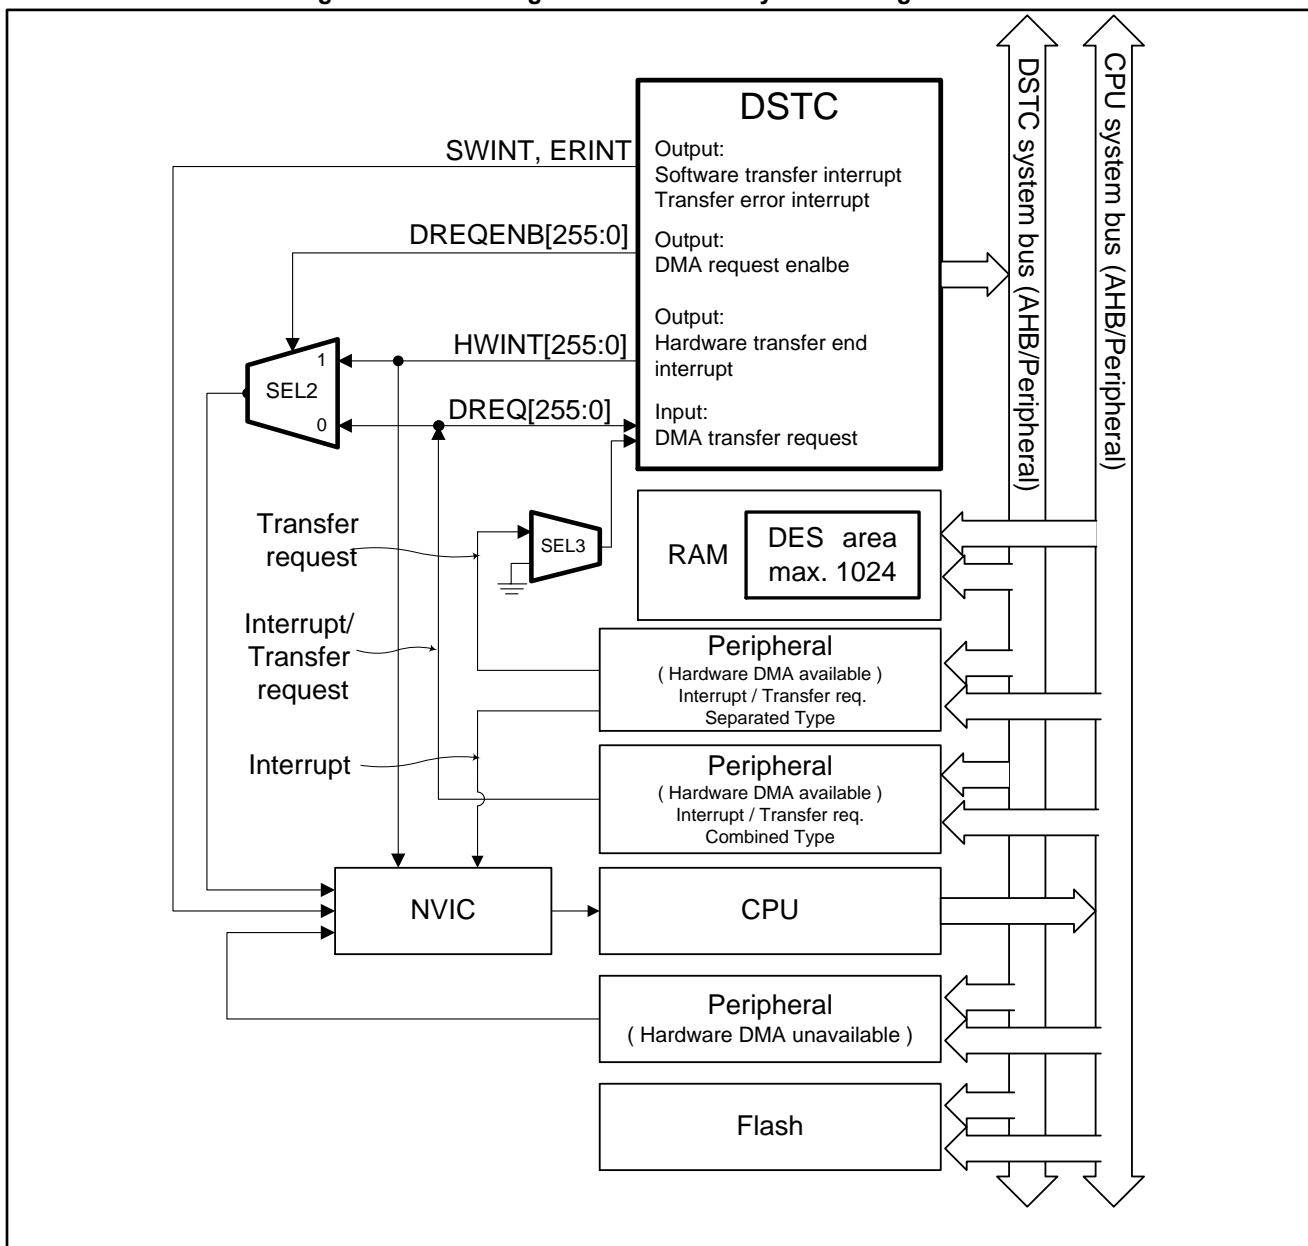 DSTC
Output:
Software transfer interrupt
Transfer error interrupt
Output:
DMA request enalbe
Output:
Hardware transfer end
interrupt
Input:
DMA transfer request
SWINT, ERINT
DREQENB[255:0]
HWINT[255:0]
DREQ[255:0]
1
SEL2
0
SEL3
Transfer
request
Interrupt/
Transfer
request
Interrupt
RAM
DES area
max. 1024
Peripheral
( Hardware DMA available )
Interrupt / Transfer req.
Separated Type
Peripheral
( Hardware DMA available )
Interrupt / Transfer req.
Combined Type
NVIC
CPU
Peripheral
( Hardware DMA unavailable )
Flash
DSTC system bus (AHB/Peripheral)
CPU system bus (AHB/Peripheral)